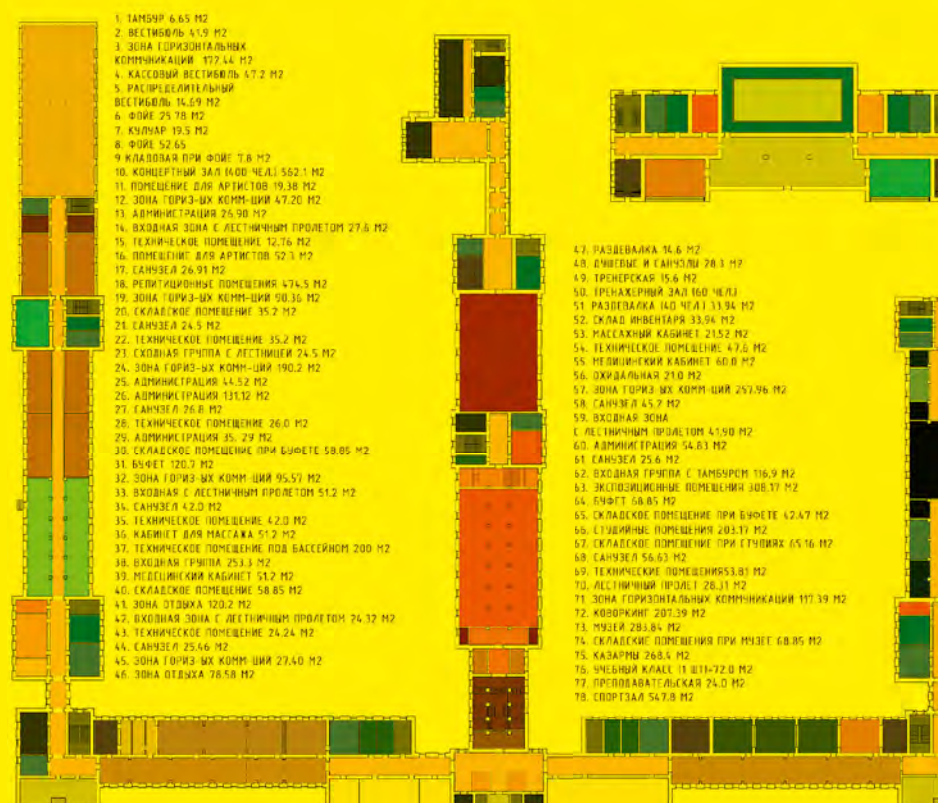 1. ТАМБУР 6.65 М2
2. ВЕСТИБЮЛЬ 41.9 М2
3. ЗОНА ГОРИЗОНТАЛЬНЫХ
КОММУНИКАЦИЙ 177.44 М2
4. КАССОВЫЙ ВЕСТИБЮЛЬ 47.2 М2
5. РАСПРЕДЕЛИТЕЛЬНЫЙ
ВЕСТИБЮЛЬ 14.69 М2
6. ФОЙЕ 25.78 М2
7. КУЛУАР 19.5 М2
8. ФОЙЕ 52.65
9 КЛАДОВАЯ ПРИ ФОЙЕ 7.8 М2
10. КОНЦЕРТНЫЙ ЗАЛ (400 ЧЕЛ.) 562.1 М2
11. ПОМЕЩЕНИЕ ДЛЯ АРТИСТОВ 19.38 М2
12. ЗОНА ГОРИЗ-ЫХ КОММ-ЦИЙ 47.20 М2
13. АДМИНИСТРАЦИЯ 26.90 М2
14. ВХОДНАЯ ЗОНА С ЛЕСТНИЧНЫМ ПРОЛЕТОМ 27.6 М2
15. ТЕХНИЧЕСКОЕ ПОМЕЩЕНИЕ 12.76 М2
16. ПОМЕЩЕНИЕ ДЛЯ АРТИСТОВ 52.3 М2
17. САНУЗЕЛ 26.91 М2
18. РЕПИТИЦИОННЫЕ ПОМЕЩЕНИЯ 474.5 М2
19. ЗОНА ГОРИЗ-ЫХ КОММ-ЦИЙ 90.36 М2
20. СКЛАДСКОЕ ПОМЕЩЕНИЕ 35.2 М2
21. САНУЗЕЛ 24.5 М2
22. ТЕХНИЧЕСКОЕ ПОМЕЩЕНИЕ 35.2 М2
23. СХОДНАЯ ГРУППА С ЛЕСТНИЦЕЙ 24.5 М2
24. ЗОНА ГОРИЗ-ЫХ КОММ-ЦИЙ 190.2 М2
25. АДМИНИСТРАЦИЯ 44.52 М2
26. АДМИНИСТРАЦИЯ 131.12 М2
27. САНУЗЕЛ 26.8 М2
28. ТЕХНИЧЕСКОЕ ПОМЕЩЕНИЕ 26.0 М2
29. АДМИНИСТРАЦИЯ 35. 29 М2
30. СКЛАДСКОЕ ПОМЕЩЕНИЕ ПРИ БУФЕТЕ 58.85 М2
31. БУФЕТ 120.7 М2
32. ЗОНА ГОРИЗ-ЫХ КОММ-ЦИЙ 95.57 М2
33. ВХОДНАЯ С ЛЕСТНИЧНЫМ ПРОЛЕТОМ 51.2 М2
34. САНУЗЕЛ 42.0 М2
35. ТЕХНИЧЕСКОЕ ПОМЕЩЕНИЕ 42.0 М2
36. КАБИНЕТ ДЛЯ МАССАЖА 51.2 М2
37. ТЕХНИЧЕСКОЕ ПОМЕЩЕНИЕ ПОД БАССЕЙНОМ 200 М2
38. ВХОДНАЯ ГРУППА 253.3 М2
39. МЕДЕЦИНСКИЙ КАБИНЕТ 51.2 М2
40. СКЛАДСКОЕ ПОМЕЩЕНИЕ 58.85 М2
41. ЗОНА ОТДЫХА 120.2 М2
42. ВХОДНАЯ ЗОНА С ЛЕСТНИЧНЫМ ПРОЛЕТОМ 24.32 М2
43. ТЕХНИЧЕСКОЕ ПОМЕЩЕНИЕ 24.24 М2
44. САНУЗЕЛ 25.46 М2
45. ЗОНА ГОРИЗ-ЫХ КОММ-ЦИЙ 27.40 М2
46. ЗОНА ОТДЫХА 78.58 М2
47. РАЗДЕВАЛКА 14.6 М2
48. ДУШЕВЫЕ И САНУЗЛЫ 28.3 М2
49. ТРЕНЕРСКАЯ 15.6 М2
50. ТРЕНАЖЕРНЫЙ ЗАЛ (60 ЧЕЛ.)
51. РАЗДЕВАЛКА (40 ЧЕЛ.) 33.94 М2
52. СКЛАД ИНВЕНТАРЯ 33,94 М2
53. МАССАЖНЫЙ КАБИНЕТ 21.52 М2
54. ТЕХНИЧЕСКОЕ ПОМЕЩЕНИЕ 47.6 М2
55. МЕДИЦИНСКИЙ КАБИНЕТ 60.0 М2
56. ОЖИДАЛЬНАЯ 21.0 М2
57. ЗОНА ГОРИЗ-ЫХ КОММ-ЦИЙ 257.96 М2
58. САНУЗЕЛ 45.2 М2
59. ВХОДНАЯ ЗОНА
С ЛЕСТНИЧНЫМ ПРОЛЕТОМ 41.90 М2
60. АДМИНИСТРАЦИЯ 54.83 М2
61. САНУЗЕЛ 25.6 М2
62. ВХОДНАЯ ГРУППА С ТАМБУРОМ 116,9 М2
63. ЭКСПОЗИЦИОННЫЕ ПОМЕЩЕНИЯ 308.17 М2
64. БУФЕТ 68.85 М2
65. СКЛАДСКОЕ ПОМЕЩЕНИЕ ПРИ БУФЕТЕ 42.47 М2
66. СТУДИЙНЫЕ ПОМЕЩЕНИЯ 203.17 М2
67. СКЛАДСКОЕ ПОМЕЩЕНИЕ ПРИ СТУДИЯХ 65.16 М2
68. САНУЗЕЛ 56.63 М2
69. ТЕХНИЧЕСКИЕ ПОМЕЩЕНИЯ53.81 М2
70. ЛЕСТНИЧНЫЙ ПРОЛЕТ 28.31 М2
71. ЗОНА ГОРИЗОНТАЛЬНЫХ КОММУНИКАЦИЙ 117.39 М2
72. КОВОРКИНГ 207.39 М2
73. МУЗЕЙ 283.84 М2
74. СКЛАДСКИЕ ПОМЕЩЕНИЯ ПРИ МУЗЕЕ 68.85 М2
75. КАЗАРМЫ 268.4 М2
76. УЧЕБНЫЙ КЛАСС (1 ШТ)-72.0 М2
77. ПРЕПОДАВАТЕЛЬСКАЯ 24.0 М2
78. СПОРТЗАЛ 547.8 М2